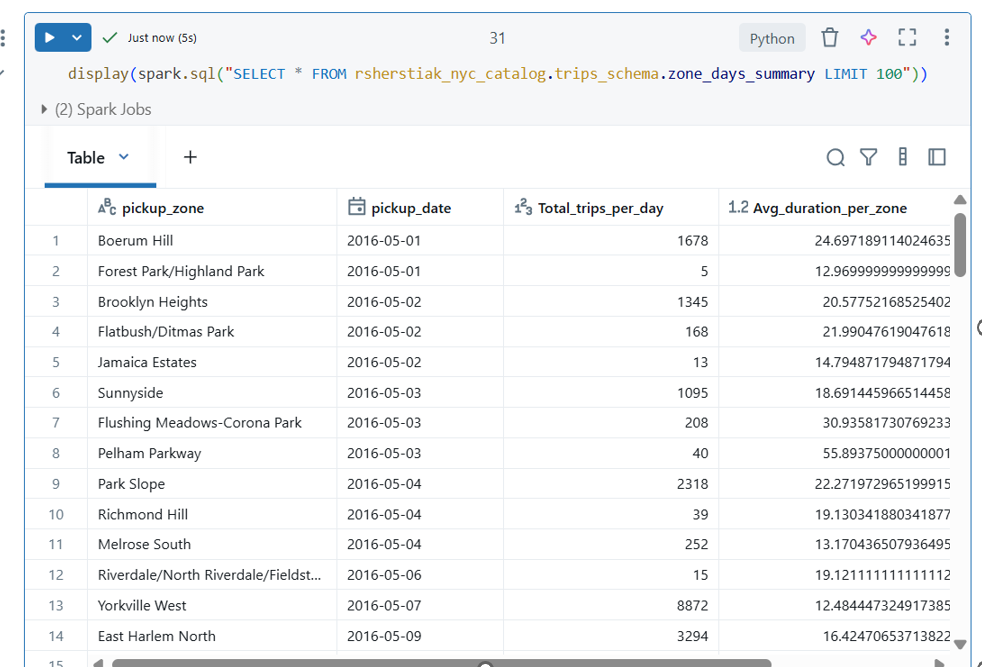 Just now (5s)
31
Python
display(spark.sql("SELECT * FROM rsherstiak_nyc_catalog.trips_schema.zone_days_summary LIMIT 100"))
(2) Spark Jobs
Table
+
ABC pickup_zone pickup_date 123 Total_trips_per_day 1.2 Avg_duration_per_zone
1 Boerum Hill 2016-05-01 1678 24.697189114024635
2 Forest Park/Highland Park 2016-05-01 5 12.969999999999999
3 Brooklyn Heights 2016-05-02 1345 20.57752168525402
4 Flatbush/Ditmas Park 2016-05-02 168 21.99047619047618
5 Jamaica Estates 2016-05-02 13 14.794871794871794
6 Sunnyside 2016-05-03 1095 18.691445966514458
7 Flushing Meadows-Corona Park 2016-05-03 208 30.93581730769233
8 Pelham Parkway 2016-05-03 40 55.89375000000001
9 Park Slope 2016-05-04 2318 22.271972965199915
10 Richmond Hill 2016-05-04 39 19.130341880341877
11 Melrose South 2016-05-04 252 13.170436507936495
12 Riverdale/North Riverdale/Fieldst... 2016-05-06 15 19.121111111111112
13 Yorkville West 2016-05-07 8872 12.484447324917385
14 East Harlem North 2016-05-09 3294 16.42470653713822
15